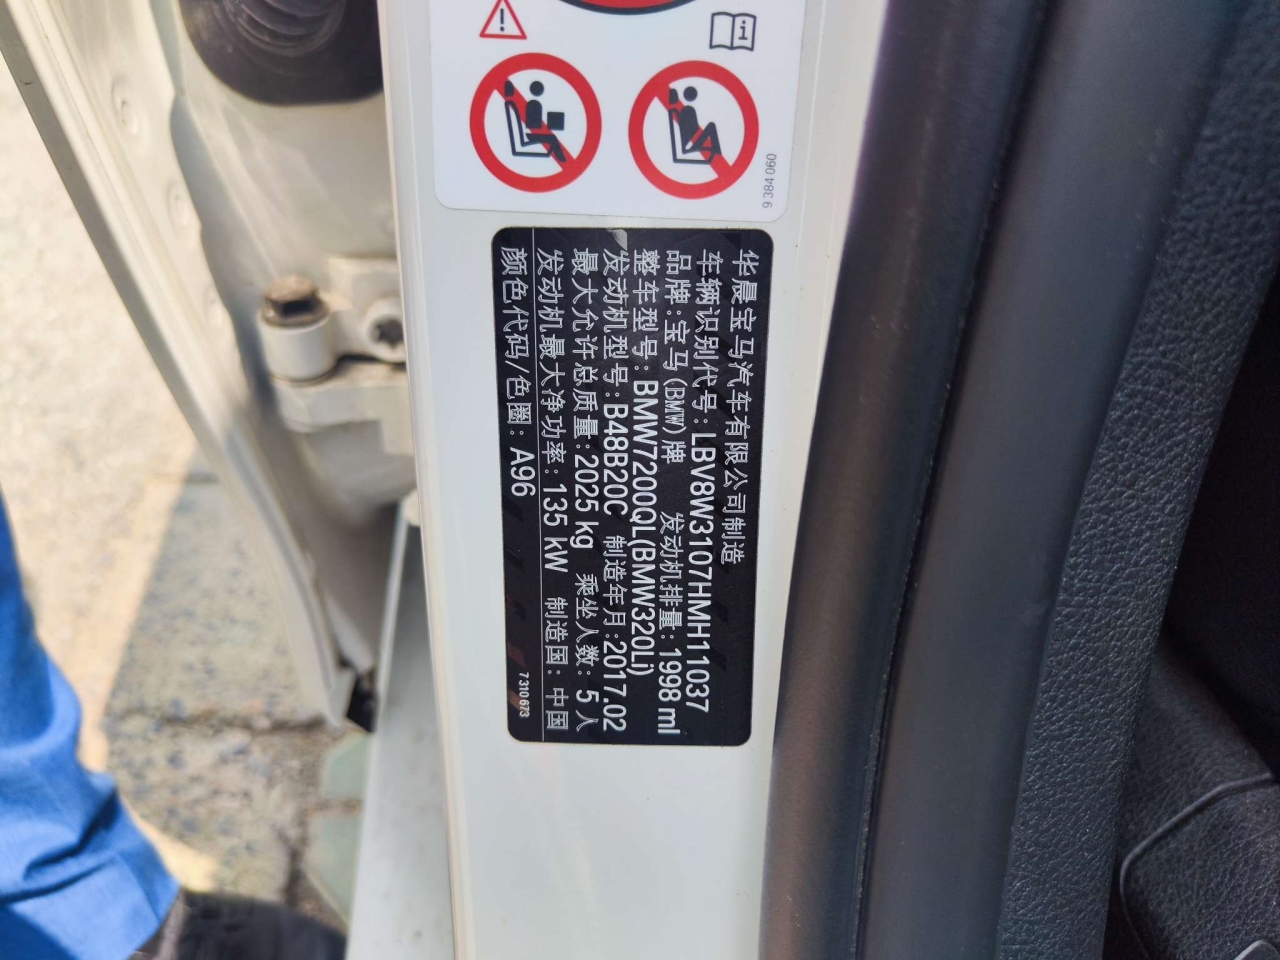 9 384 060
华晨宝马汽车有限公司制造
车辆识别代号: LBV8W3107HMH11037
品牌:宝马(BMW)牌 发动机排量: 1998 ml
整车型号: BMW7200QL(BMW320Li)
发动机型号: B48B20C 制造年月:2017.02
最大允许总质量: 2025 kg 乘坐人数: 5 人
发动机最大净功率: 135 kW 制造国: 中国
颜色代码/色圈: A96 7 310 673